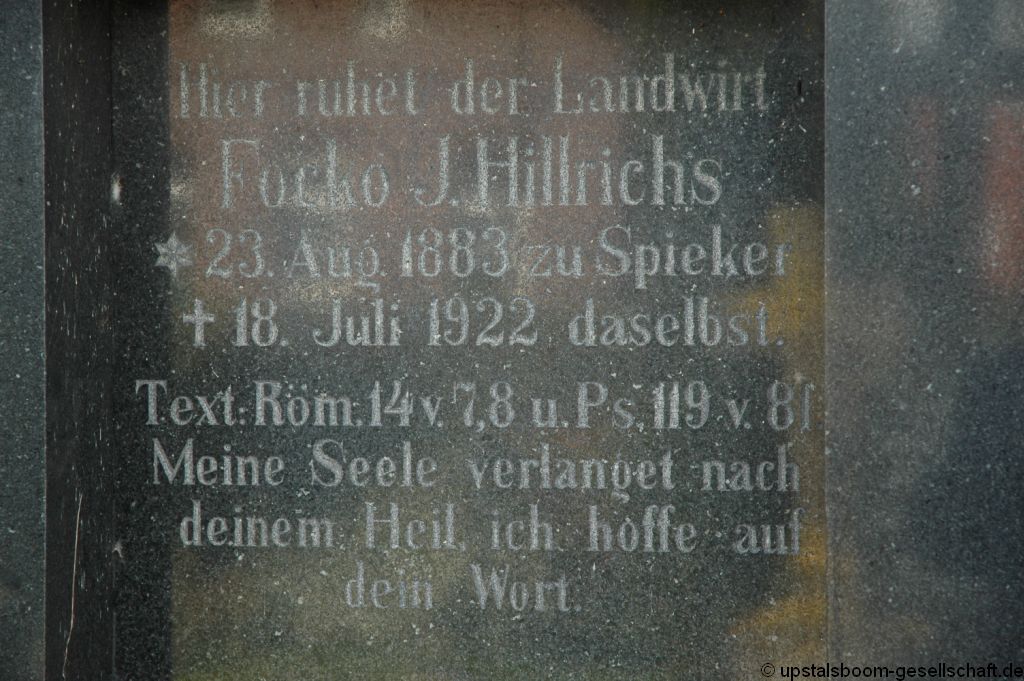 Hier ruhet der Landwirt
Focko J. Hillrichs
* 23. Aug. 1883 zu Spieker
† 18. Juli 1922 daselbst.
Text: Röm. 14 v. 7,8 u. Ps. 119 v. 81.
Meine Seele verlanget nach
deinem Heil, ich hoffe auf
dein Wort.
© upstalsboom-gesellschaft.de